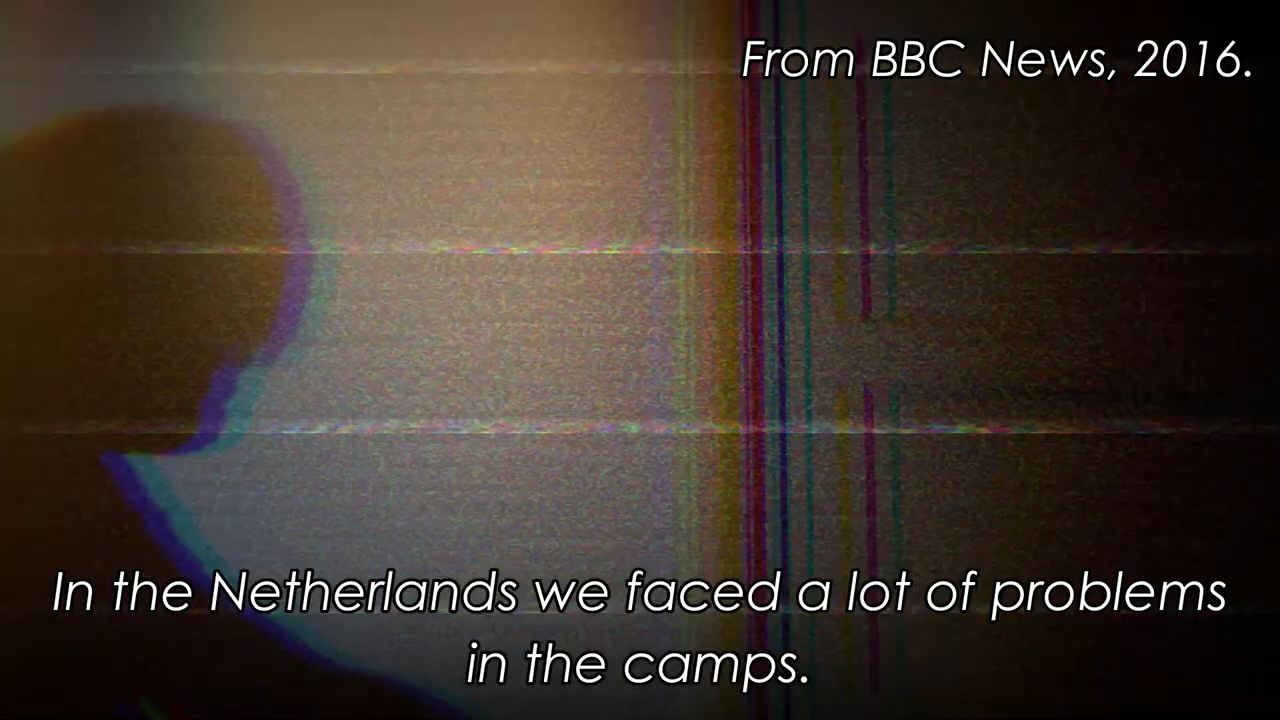 From BBC News, 2016.
In the Netherlands we faced a lot of problems
in the camps.